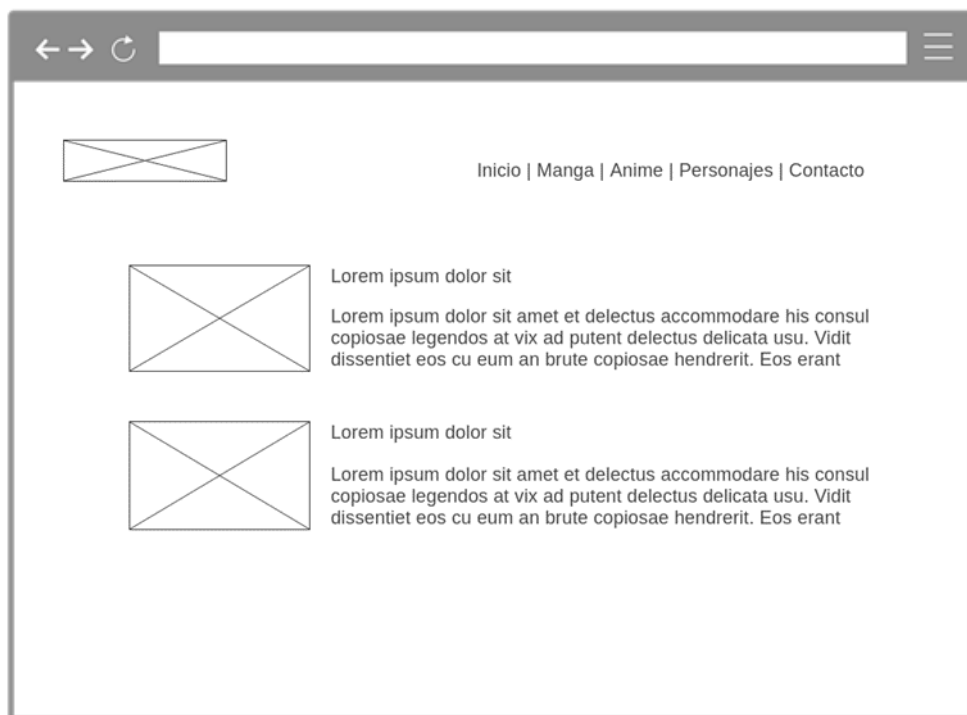 Inicio | Manga | Anime | Personajes | Contacto
Lorem ipsum dolor sit
Lorem ipsum dolor sit amet et delectus accommodare his consul
copiosae legendos at vix ad putent delectus delicata usu. Vidit
dissentiet eos cu eum an brute copiosae hendrerit. Eos erant
Lorem ipsum dolor sit
Lorem ipsum dolor sit amet et delectus accommodare his consul
copiosae legendos at vix ad putent delectus delicata usu. Vidit
dissentiet eos cu eum an brute copiosae hendrerit. Eos erant